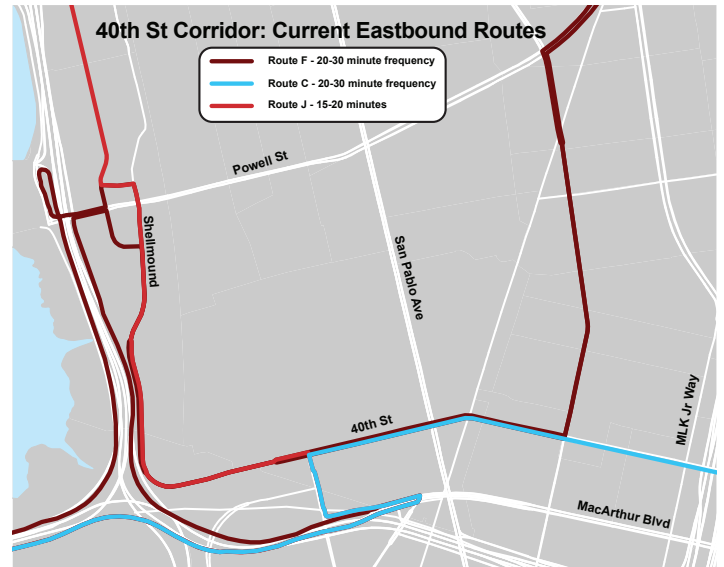 40th St Corridor: Current Eastbound Routes
Route F - 20-30 minute frequency
Route C - 20-30 minute frequency
Route J - 15-20 minutes
Powell St
Shellmound
San Pablo Ave
40th St
MLK Jr Way
MacArthur Blvd